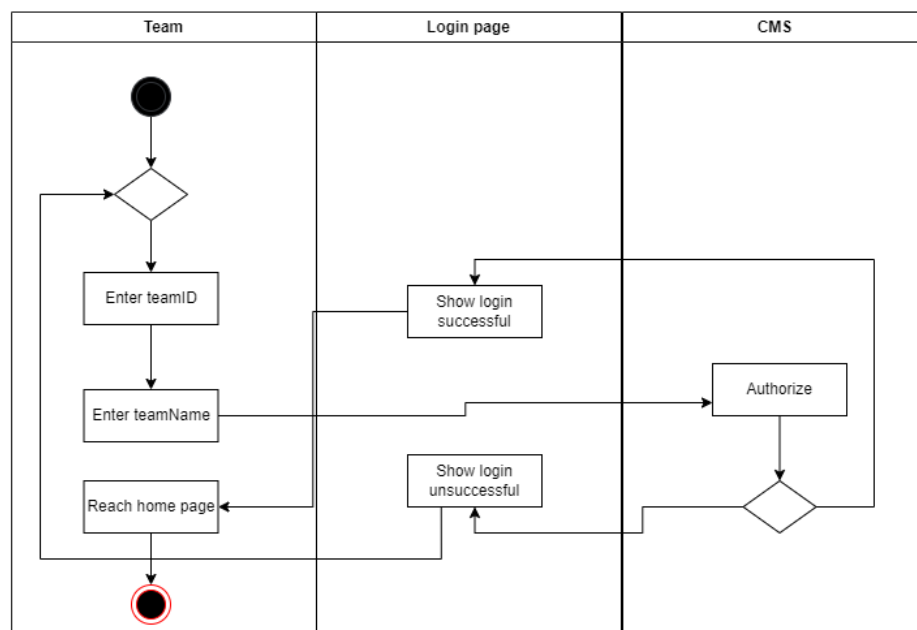 Team
Login page
CMS
Enter teamID
Show login
successful
Authorize
Enter teamName
Show login
unsuccessful
Reach home page